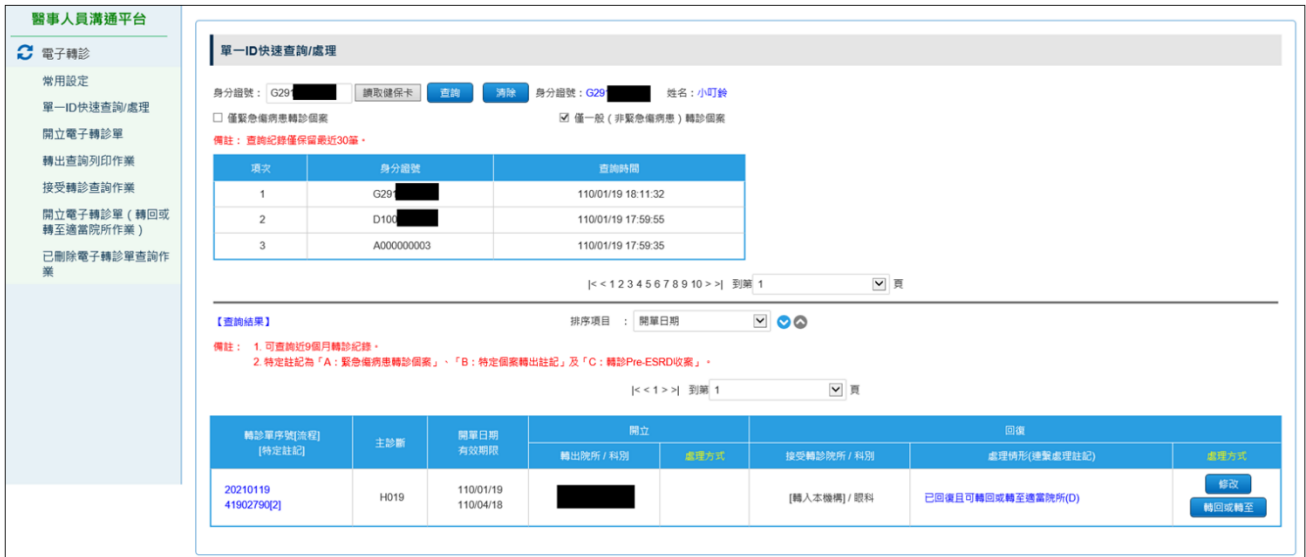 醫事人員溝通平台
電子轉診
常用設定
單一ID快速查詢/處理
開立電子轉診單
轉出查詢列印作業
接受轉診查詢作業
開立電子轉診單 ( 轉回或
轉至適當院所作業 )
已刪除電子轉診單查詢作
業
單一ID快速查詢/處理
身分證號： G291 讀取健保卡 查詢 清除 身分證號：G291 姓名：小叮鈴
僅緊急傷病患轉診個案 僅一般 ( 非緊急傷病患 ) 轉診個案
備註： 查詢紀錄僅保留最近30筆。
項次 身分證號 查詢時間
1 G291 110/01/19 18:11:32
2 D100 110/01/19 17:59:55
3 A000000003 110/01/19 17:59:35
|< < 1 2 3 4 5 6 7 8 9 10 > >| 到第 1 頁
【查詢結果】 排序項目 ： 開單日期
備註： 1. 可查詢近9個月轉診紀錄。
2. 特定註記為「A：緊急傷病患轉診個案」、「B：特定個案轉出註記」及「C：轉診Pre-ESRD收案」。
|< < 1 > >| 到第 1 頁
轉診單序號[流程]
[特定註記]
主診斷
開單日期
有效期限
開立
轉出院所 / 科別 處理方式
回復
接受轉診院所 / 科別 處理情形(連繫處理註記) 處理方式
20210119
41902790[2]
H019
110/01/19
110/04/18
[轉入本機構] / 眼科
已回復且可轉回或轉至適當院所(D)
修改
轉回或轉至